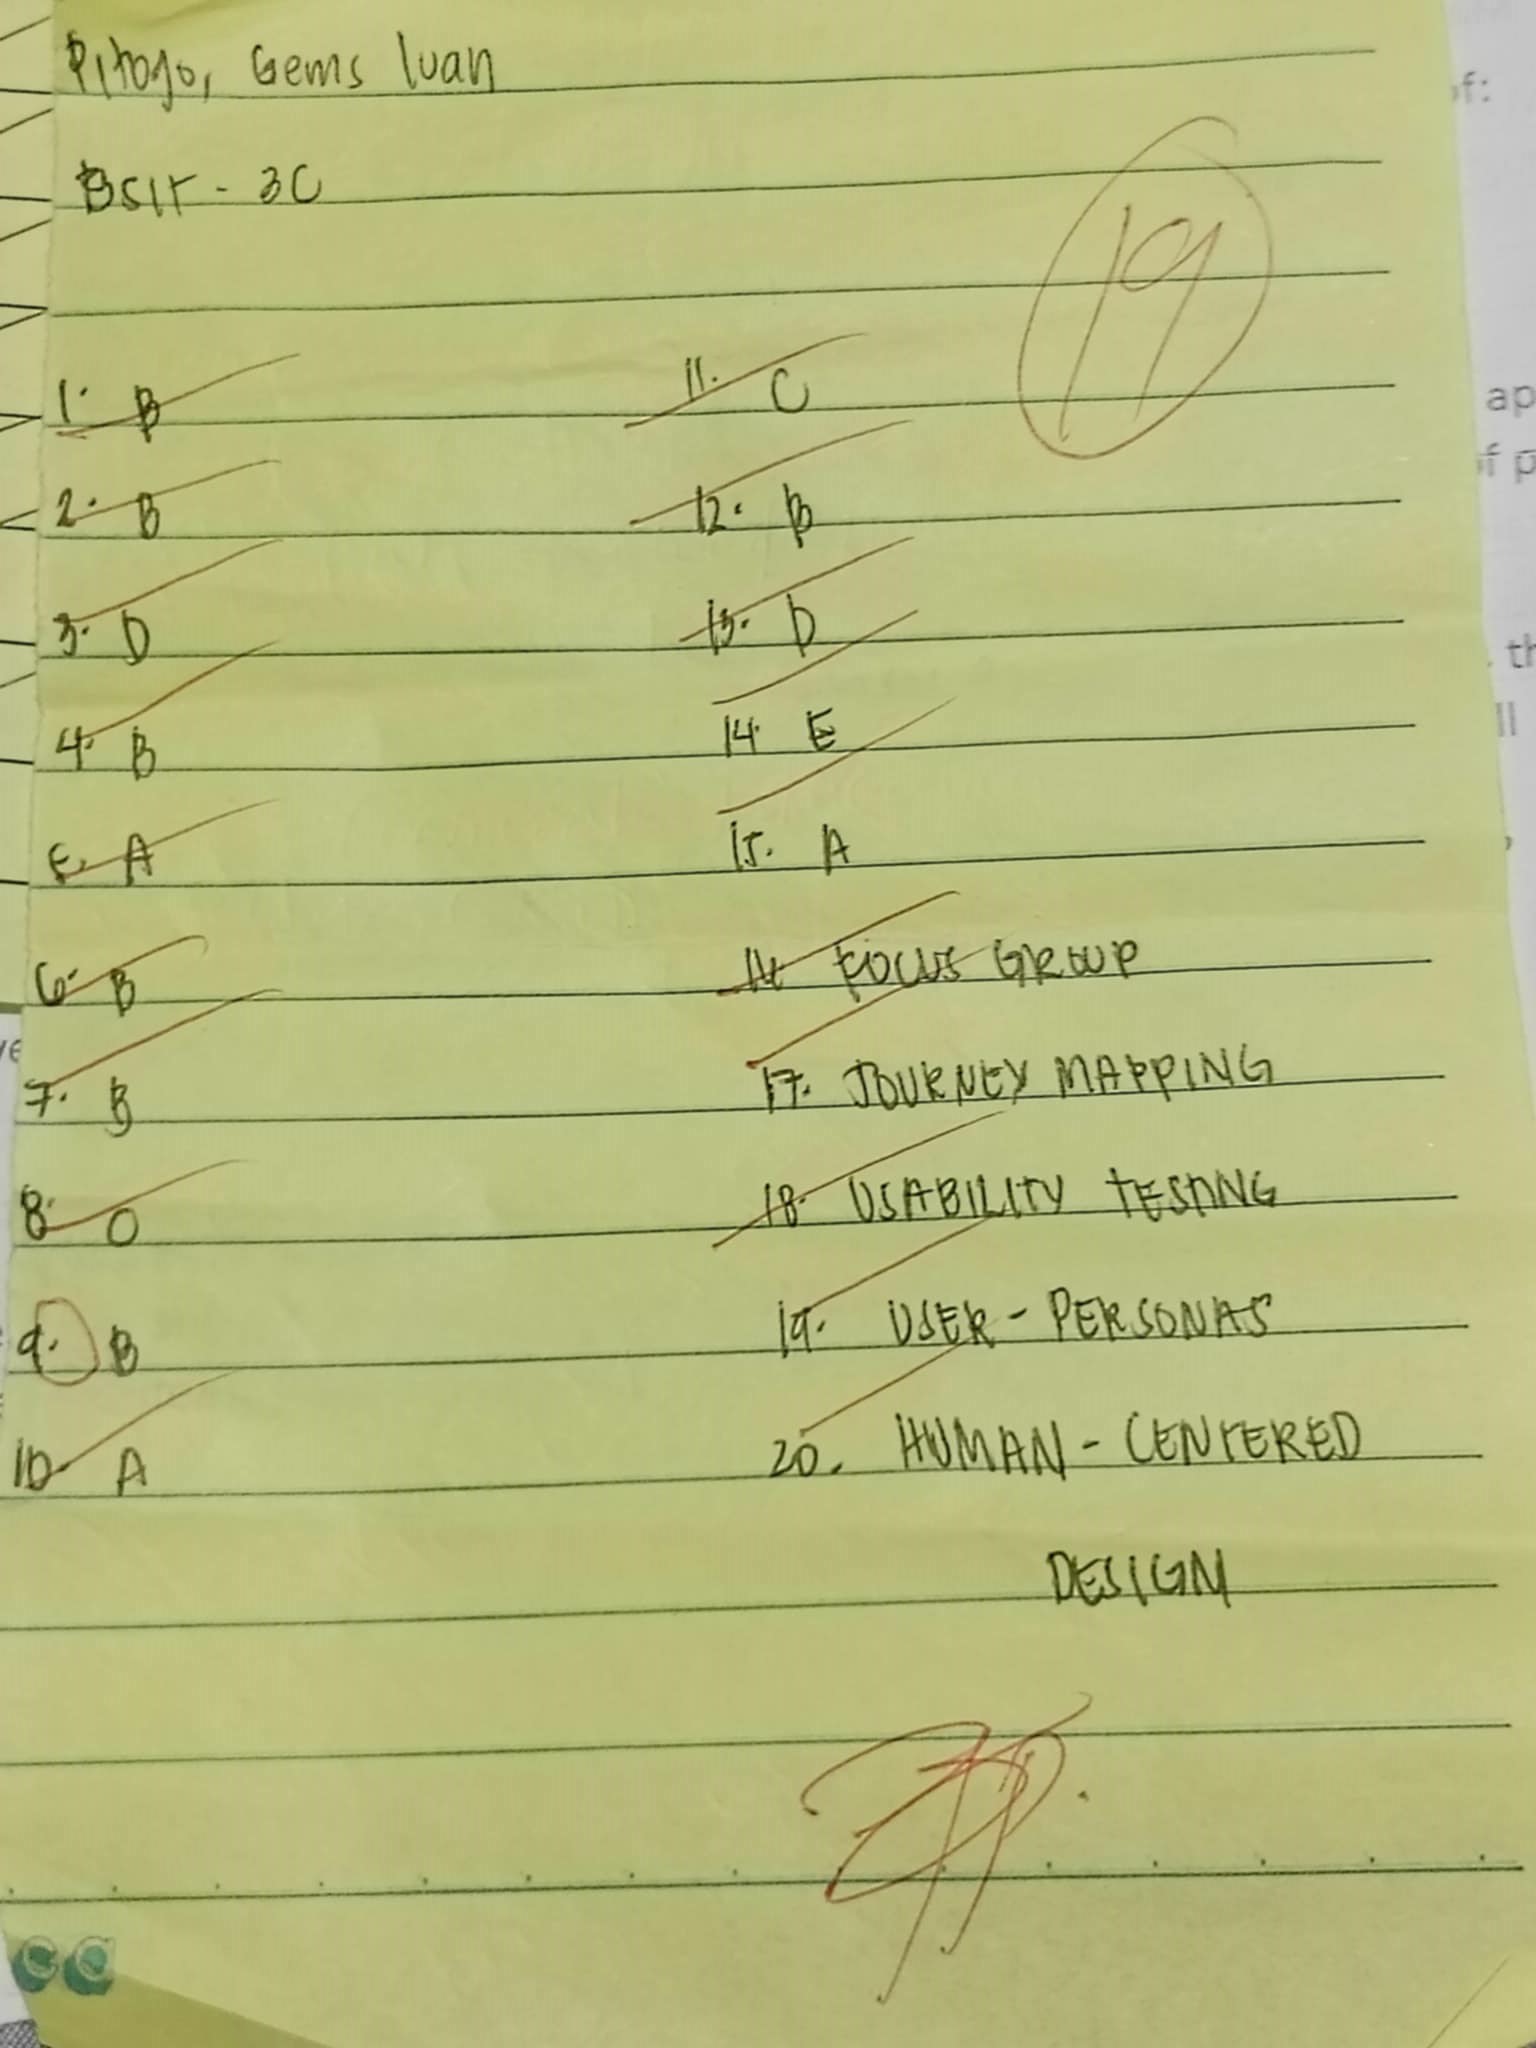 Pitogo, Gems Iuan
BSIT - 3C
19
1. B
2. B
3. D
4. B
5. A
6. B
7. B
8. O
9. B
10. A
11. C
12. B
13. D
14. E
15. A
16. FOCUS GROUP
17. JOURNEY MAPPING
18. USABILITY TESTING
19. USER - PERSONAS
20. HUMAN - CENTERED
DESIGN
of:
ap
of p
th
ll